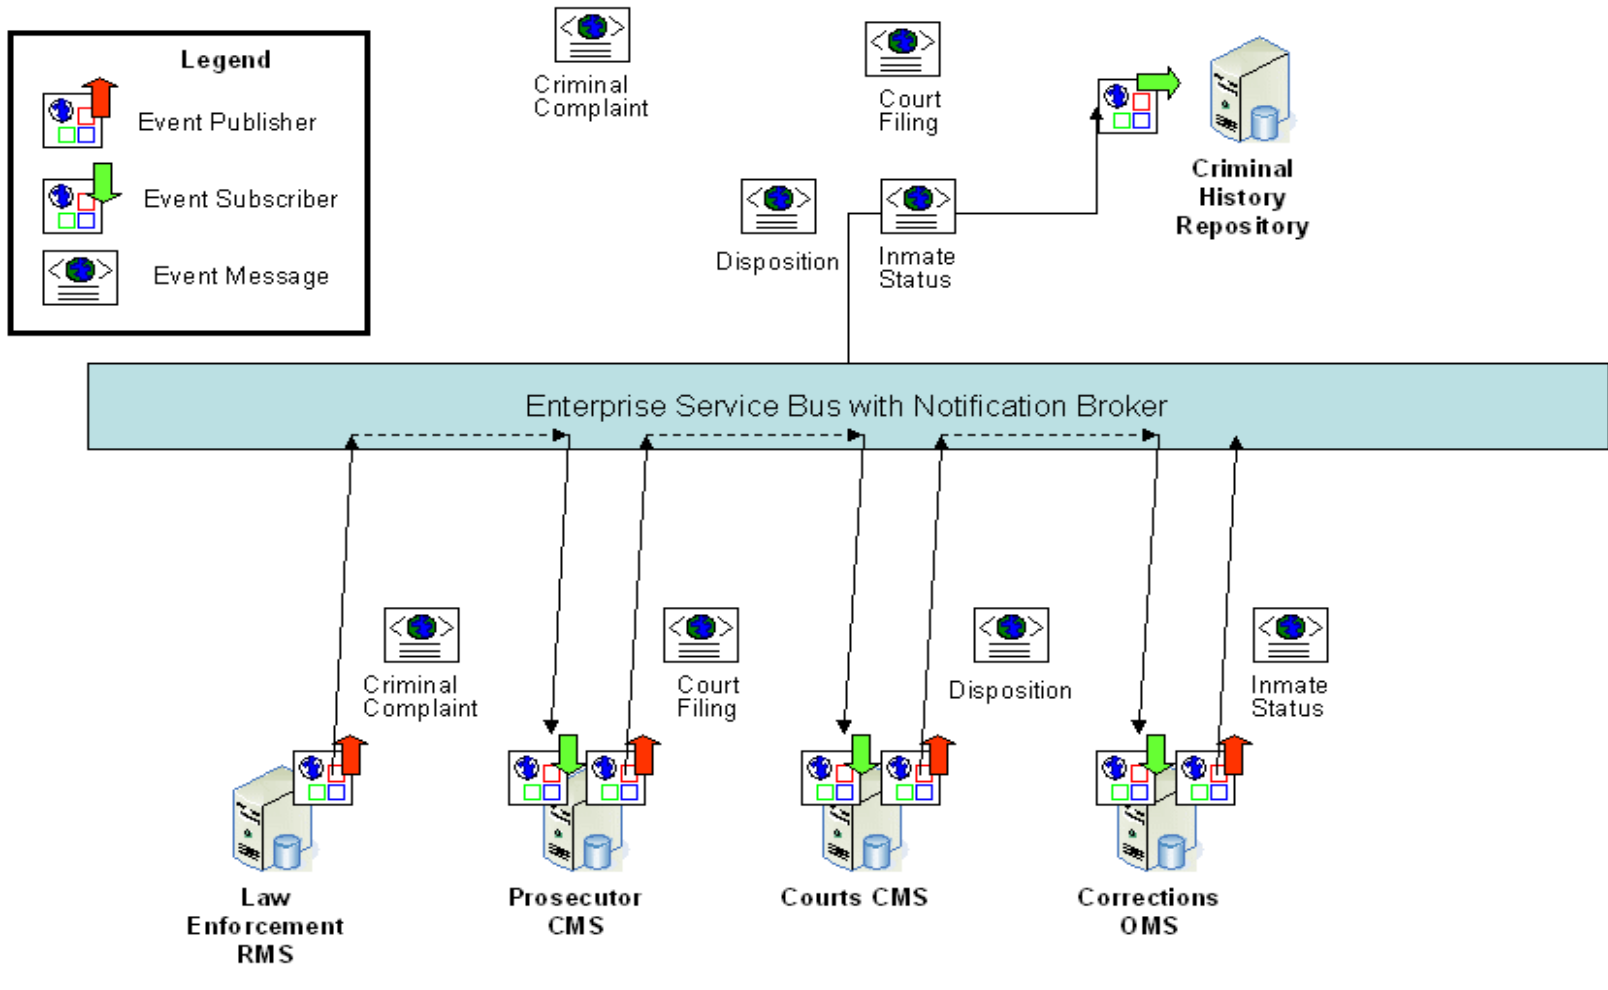 Legend
Event Publisher
Event Subscriber
Event Message
Criminal
Complaint
Court
Filing
Criminal
History
Repository
Disposition
Inmate
Status
Enterprise Service Bus with Notification Broker
Criminal
Complaint
Court
Filing
Disposition
Inmate
Status
Law
Enforcement
RMS
Prosecutor
CMS
Courts CMS
Corrections
OMS